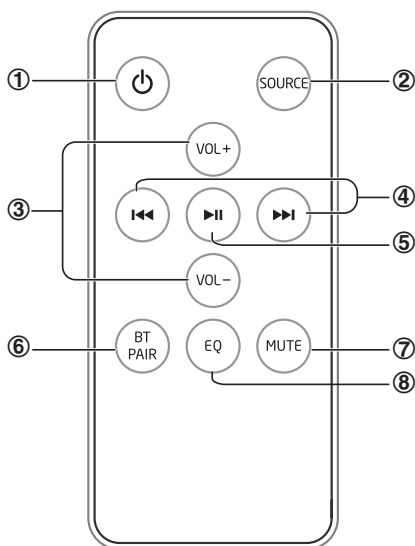 ①
SOURCE
②
VOL+
③
④
⑤
VOL−
⑥
BT
PAIR
EQ
MUTE
⑦
⑧